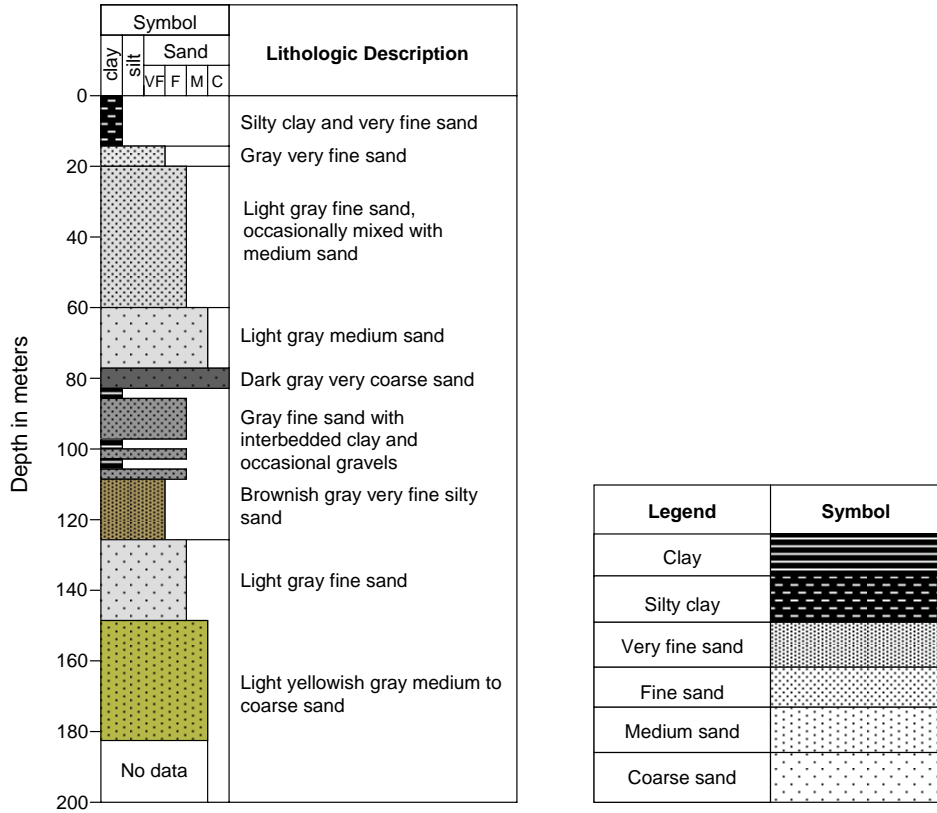 Symbol
Lithologic Description
clay
silt
Sand
VF F M C
Depth in meters
0
20
40
60
80
100
120
140
160
180
200
Silty clay and very fine sand
Gray very fine sand
Light gray fine sand,
occasionally mixed with
medium sand
Light gray medium sand
Dark gray very coarse sand
Gray fine sand with
interbedded clay and
occasional gravels
Brownish gray very fine silty
sand
Light gray fine sand
Light yellowish gray medium to
coarse sand
No data
Legend Symbol
Clay
Silty clay
Very fine sand
Fine sand
Medium sand
Coarse sand